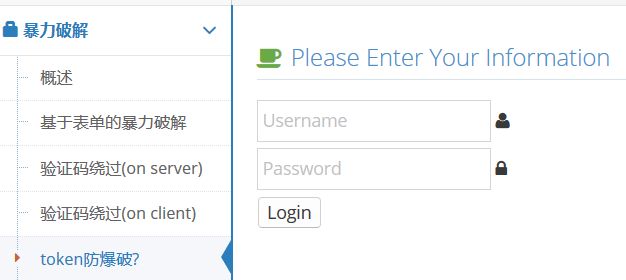 暴力破解
概述
基于表单的暴力破解
验证码绕过(on server)
验证码绕过(on client)
token防爆破?
Please Enter Your Information
Username
Password
Login